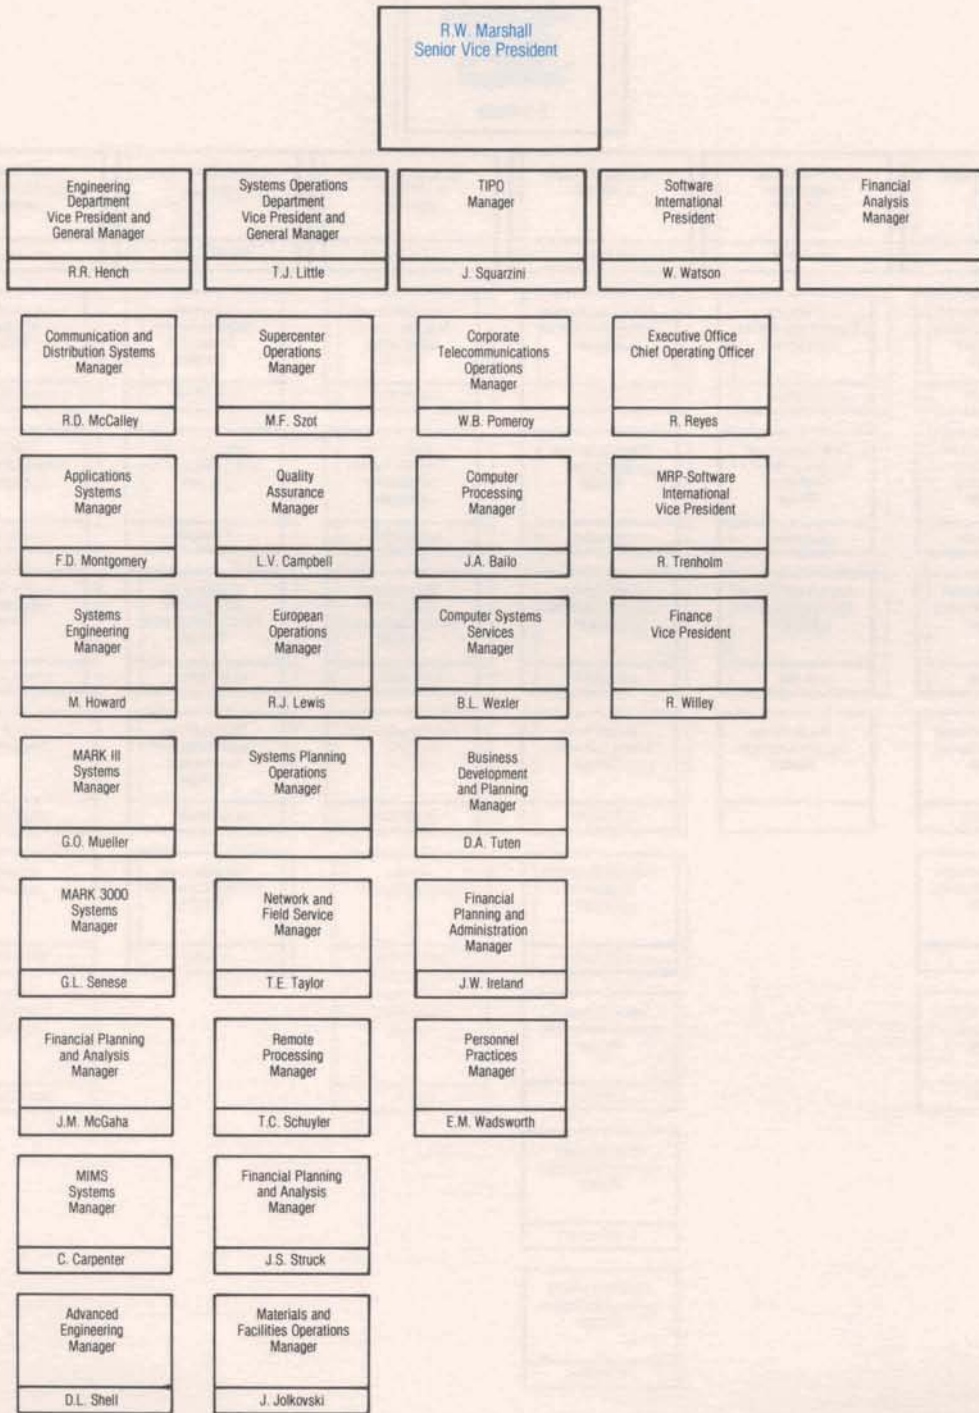 R.W. Marshall
Senior Vice President
Engineering
Department
Vice President and
General Manager
R.R. Hench
Systems Operations
Department
Vice President and
General Manager
T.J. Little
TIPO
Manager
J. Squarzini
Software
International
President
W. Watson
Financial
Analysis
Manager
Communication and
Distribution Systems
Manager
R.D. McCalley
Supercenter
Operations
Manager
M.F. Szot
Corporate
Telecommunications
Operations
Manager
W.B. Pomeroy
Executive Office
Chief Operating Officer
R. Reyes
Applications
Systems
Manager
F.D. Montgomery
Quality
Assurance
Manager
L.V. Campbell
Computer
Processing
Manager
J.A. Bailo
MRP-Software
International
Vice President
R. Trenholm
Systems
Engineering
Manager
M. Howard
European
Operations
Manager
R.J. Lewis
Computer Systems
Services
Manager
B.L. Wexler
Finance
Vice President
R. Willey
MARK III
Systems
Manager
G.O. Mueller
Systems Planning
Operations
Manager
Business
Development
and Planning
Manager
D.A. Tuten
MARK 3000
Systems
Manager
G.L. Senese
Network and
Field Service
Manager
T.E. Taylor
Financial
Planning and
Administration
Manager
J.W. Ireland
Financial Planning
and Analysis
Manager
J.M. McGaha
Remote
Processing
Manager
T.C. Schuyler
Personnel
Practices
Manager
E.M. Wadsworth
MIMS
Systems
Manager
C. Carpenter
Financial Planning
and Analysis
Manager
J.S. Struck
Advanced
Engineering
Manager
D.L. Shell
Materials and
Facilities Operations
Manager
J. Jolkovski